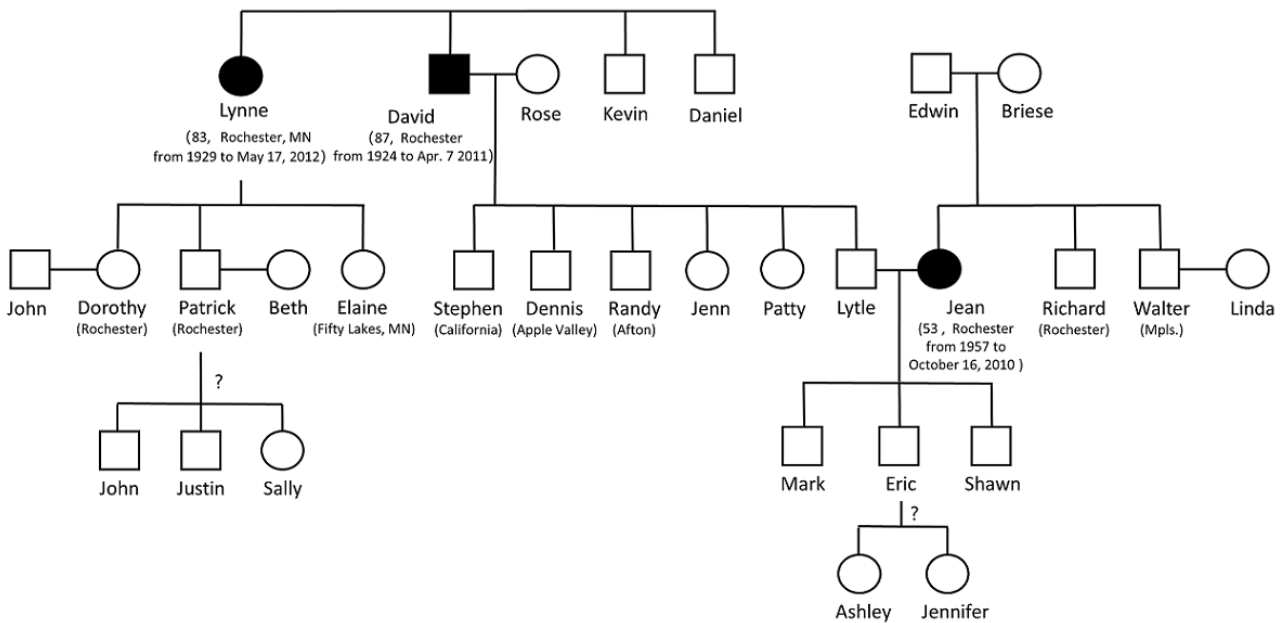 Lynne
(83, Rochester, MN
from 1929 to May 17, 2012)
David
(87, Rochester
from 1924 to Apr. 7 2011)
Rose
Kevin
Daniel
Edwin
Briese
John
Dorothy
(Rochester)
Patrick
(Rochester)
Beth
Elaine
(Fifty Lakes, MN)
Stephen
(California)
Dennis
(Apple Valley)
Randy
(Afton)
Jenn
Patty
Lytle
Jean
(53, Rochester
from 1957 to
October 16, 2010)
Richard
(Rochester)
Walter
(Mpls.)
Linda
?
John
Justin
Sally
Mark
Eric
Shawn
?
Ashley
Jennifer